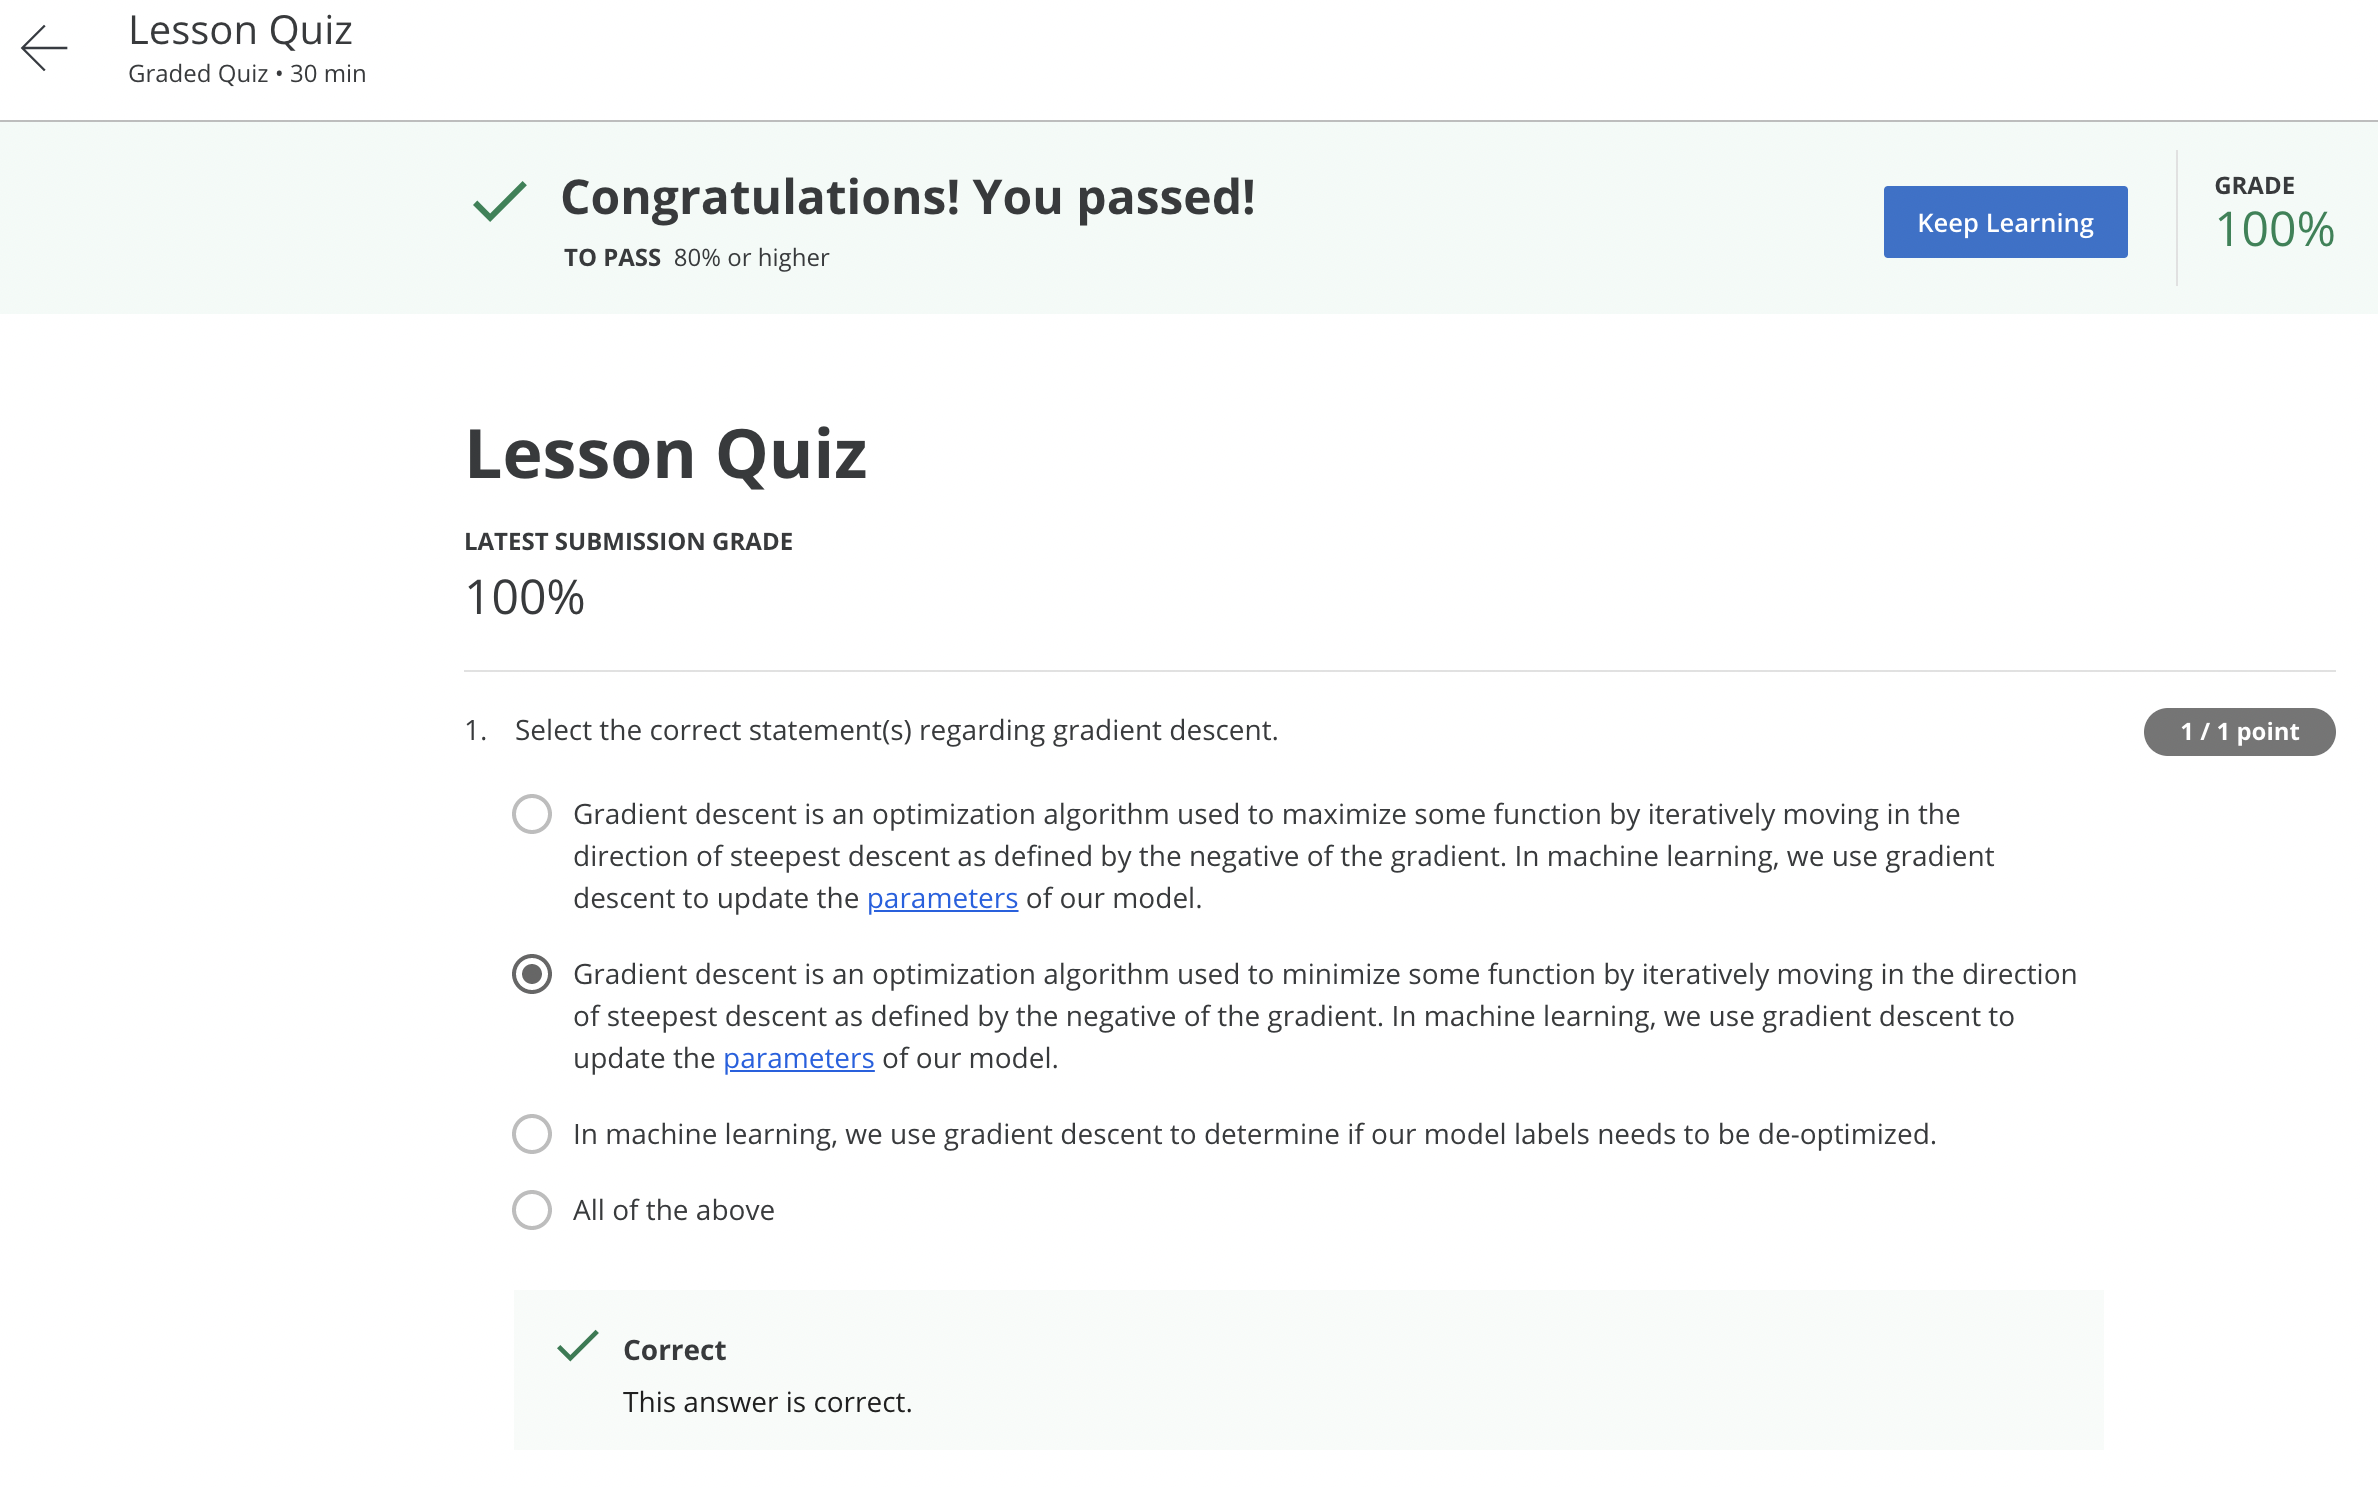 Lesson Quiz
Graded Quiz • 30 min
Congratulations! You passed!
TO PASS 80% or higher
Keep Learning
GRADE
100%
Lesson Quiz
LATEST SUBMISSION GRADE
100%
1. Select the correct statement(s) regarding gradient descent.
1 / 1 point
Gradient descent is an optimization algorithm used to maximize some function by iteratively moving in the
direction of steepest descent as defined by the negative of the gradient. In machine learning, we use gradient
descent to update the parameters of our model.
Gradient descent is an optimization algorithm used to minimize some function by iteratively moving in the direction
of steepest descent as defined by the negative of the gradient. In machine learning, we use gradient descent to
update the parameters of our model.
In machine learning, we use gradient descent to determine if our model labels needs to be de-optimized.
All of the above
Correct
This answer is correct.